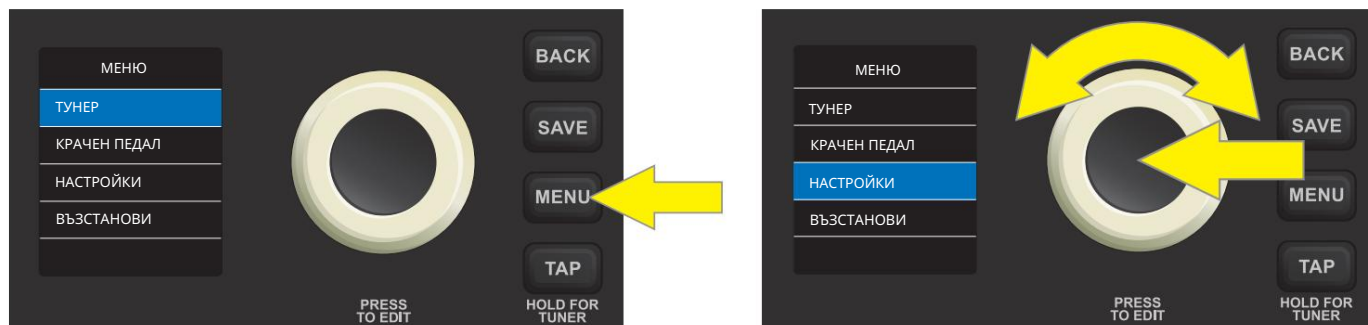 МЕНЮ
ТУНЕР
КРАЧЕН ПЕДАЛ
НАСТРОЙКИ
ВЪЗСТАНОВИ
BACK
SAVE
MENU
TAP
PRESS
TO EDIT
HOLD FOR
TUNER
МЕНЮ
ТУНЕР
КРАЧЕН ПЕДАЛ
НАСТРОЙКИ
ВЪЗСТАНОВИ
BACK
SAVE
MENU
TAP
PRESS
TO EDIT
HOLD FOR
TUNER